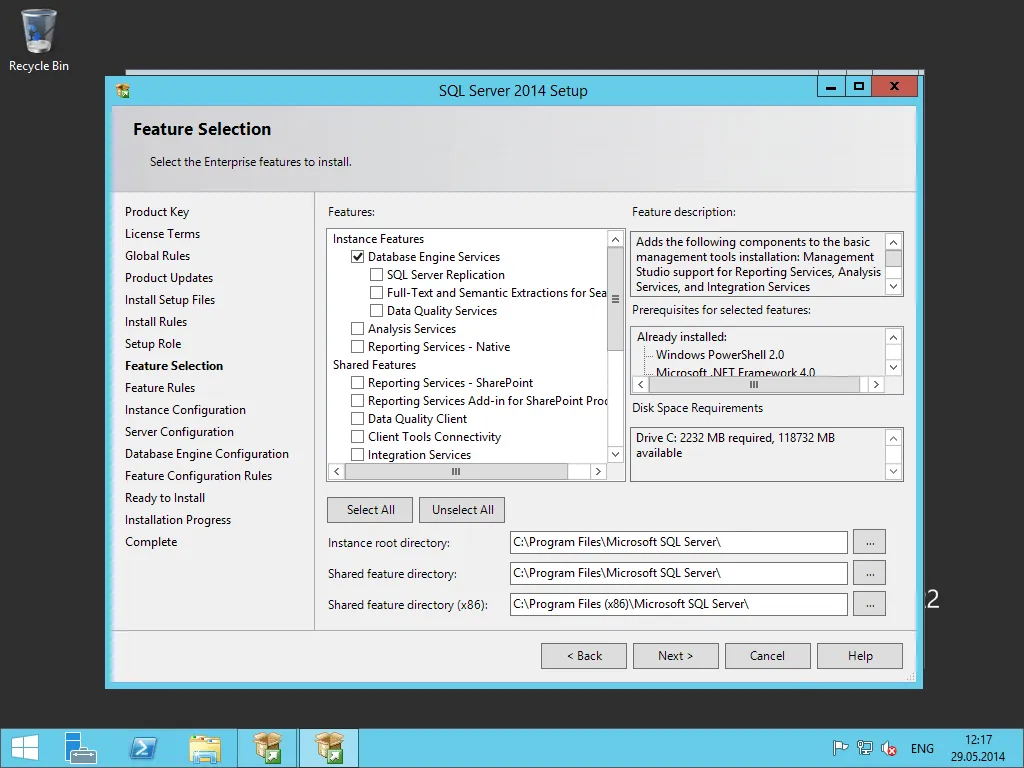 Recycle Bin
SQL Server 2014 Setup
Feature Selection
Select the Enterprise features to install.
Product Key
License Terms
Global Rules
Product Updates
Install Setup Files
Install Rules
Setup Role
Feature Selection
Feature Rules
Instance Configuration
Server Configuration
Database Engine Configuration
Feature Configuration Rules
Ready to Install
Installation Progress
Complete
Features:
Instance Features
Database Engine Services
SQL Server Replication
Full-Text and Semantic Extractions for Sea
Data Quality Services
Analysis Services
Reporting Services - Native
Shared Features
Reporting Services - SharePoint
Reporting Services Add-in for SharePoint Proc
Data Quality Client
Client Tools Connectivity
Integration Services
Feature description:
Adds the following components to the basic
management tools installation: Management
Studio support for Reporting Services, Analysis
Services, and Integration Services
Prerequisites for selected features:
Already installed:
Windows PowerShell 2.0
Microsoft .NET Framework 4.0
Disk Space Requirements
Drive C: 2232 MB required, 118732 MB
available
Select All
Unselect All
Instance root directory:
C:\Program Files\Microsoft SQL Server\
...
Shared feature directory:
C:\Program Files\Microsoft SQL Server\
...
Shared feature directory (x86):
C:\Program Files (x86)\Microsoft SQL Server\
...
< Back
Next >
Cancel
Help
ENG
12:17
29.05.2014